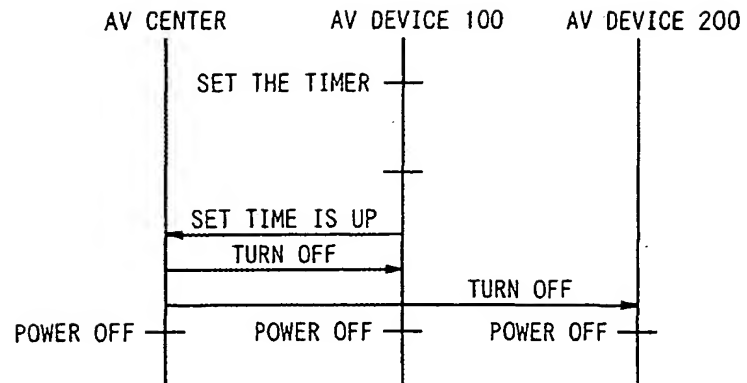 AV CENTER AV DEVICE 100 AV DEVICE 200
SET THE TIMER
SET TIME IS UP
TURN OFF
TURN OFF
POWER OFF POWER OFF POWER OFF